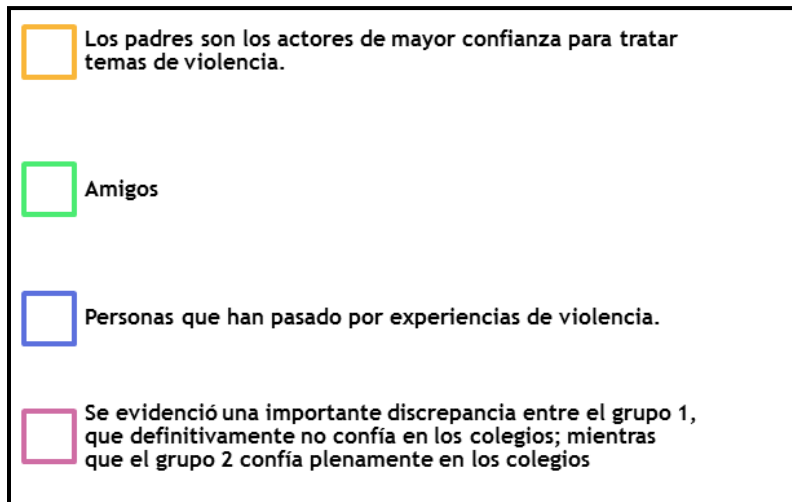 Los padres son los actores de mayor confianza para tratar
temas de violencia.
Amigos
Personas que han pasado por experiencias de violencia.
Se evidenció una importante discrepancia entre el grupo 1,
que definitivamente no confía en los colegios; mientras
que el grupo 2 confía plenamente en los colegios